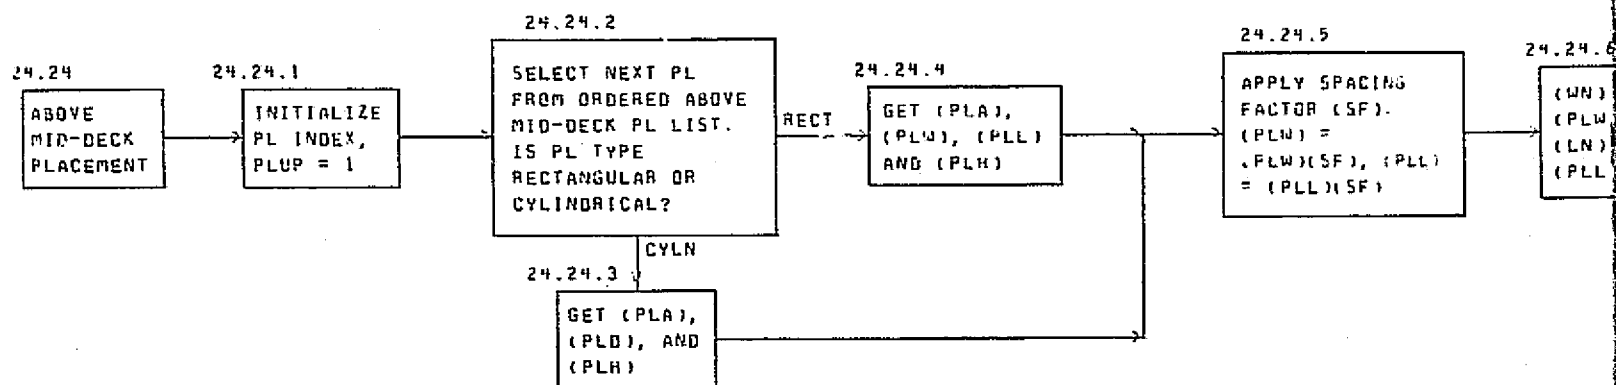 24.24
ABOVE
MID-DECK
PLACEMENT
24.24.1
INITIALIZE
PL INDEX,
PLUP = 1
24.24.2
SELECT NEXT PL
FROM ORDERED ABOVE
MID-DECK PL LIST.
IS PL TYPE
RECTANGULAR OR
CYLINDRICAL?
RECT
CYLN
24.24.3
GET (PLA),
(PLD), AND
(PLH)
24.24.4
GET (PLA),
(PLW), (PLL)
AND (PLH)
24.24.5
APPLY SPACING
FACTOR (SF).
(PLW) =
(PLW)(SF), (PLL)
= (PLL)(SF)
24.24.6
(WN)
(PLW
(LN)
(PLL